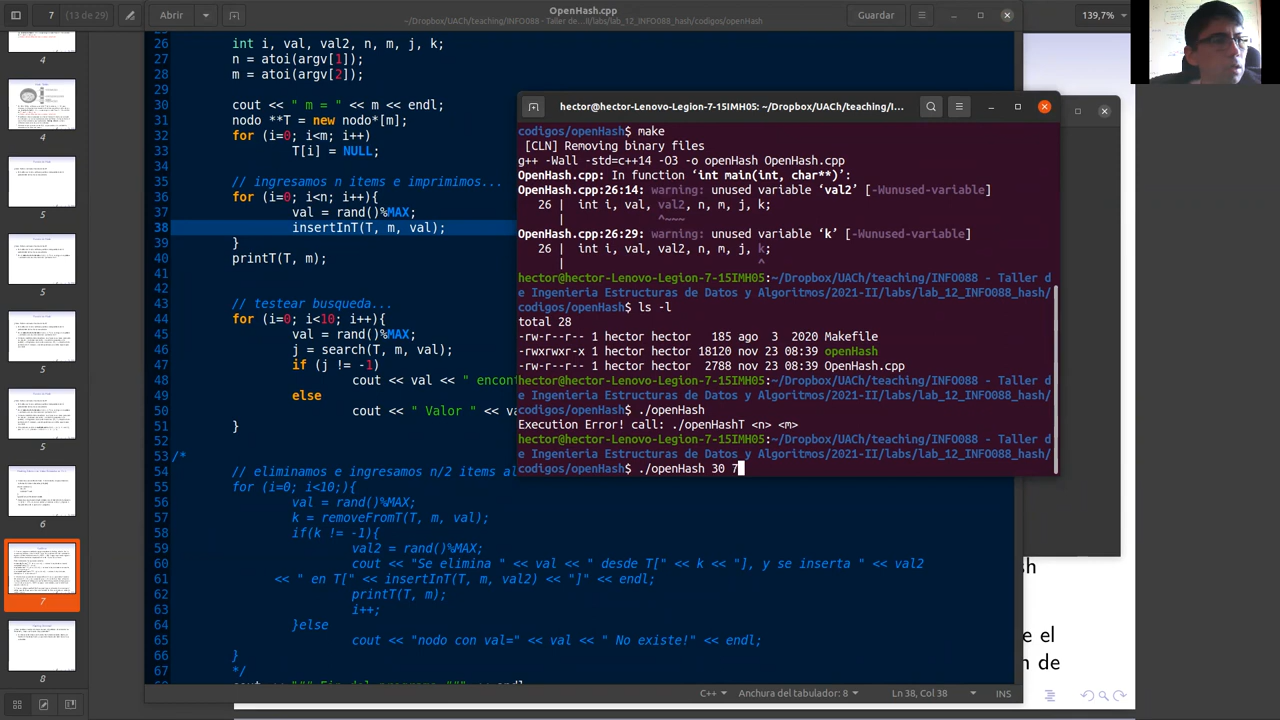 7
(13 de 29)
Abrir
OpenHash.cpp
~/Dropbox/UACh/teaching/INFO088 - Taller de
Guardar
139,7%
4
4
5
5
5
5
6
7
8
26 int i, val, val2, n, m, j, k;
27 n = atoi(argv[1]);
28 m = atoi(argv[2]);
29
30 cout << " m = " << m << endl;
31 nodo **T = new nodo*[m];
32 for (i=0; i<m; i++)
33 T[i] = NULL;
34
35 // ingresamos n items e imprimimos...
36 for (i=0; i<n; i++){
37 val = rand()%MAX;
38 insertInT(T, m, val);
39 }
40 printT(T, m);
41
42
43 // testear busqueda...
44 for (i=0; i<10; i++){
45 val = rand()%MAX;
46 j = search(T, m, val);
47 if (j != -1)
48 cout << val << " encont
49 else
50 cout << " Valor " << va
51 }
52
53 /*
54 // eliminamos e ingresamos n/2 items al
55 for (i=0; i<n;){
56 val = rand()%MAX;
57 k = removeFromT(T, m, val);
58 if(k != -1){
59 val2 = rand()%MAX;
60 cout << "Se elimina " << val << " desde T[" << k << "] y se inserta " <<
61 << " en T[" << insertInT(T, m, val2) << "]" << endl;
62 printT(T, m);
63 i++;
64 }else
65 cout << "nodo con val=" << val << " No existe!" << endl;
66 }
67 */
68
C++
Anchura del tabulador: 8
Ln 38, Col 38
INS
hector@hector-Lenovo-Legion-7-15IMH05: ~/Dropbox/UACh/teaching/
codigos/openHash$ make
[CLN] Removing binary files
g++ -Wall -std=c++14 -O3 -o openHash OpenHash.cpp
OpenHash.cpp: In function ‘int main(int, char**)’:
OpenHash.cpp:26:14: warning: unused variable ‘val2’ [-Wunused-variable]
26 | int i, val, val2, n, m, j, k;
| ^~~~
OpenHash.cpp:26:29: warning: unused variable ‘k’ [-Wunused-variable]
26 | int i, val, val2, n, m, j, k;
| ^
hector@hector-Lenovo-Legion-7-15IMH05:~/Dropbox/UACh/teaching/INFO088 - Taller d
e Ingenieria Estructuras de Datos y Algoritmos/2021-II/labs/lab_12_INFO088_hash/
codigos/openHash$ ls -l
total 28
-rwxrwx--- 1 hector hector 3 2020 Makefile
-rwxrwxr-x 1 hector hector 18128 nov 23 08:39 openHash
-rw-rw---- 1 hector hector 2788 nov 23 08:39 OpenHash.cpp
hector@hector-Lenovo-Legion-7-15IMH05:~/Dropbox/UACh/teaching/INFO088 - Taller d
e Ingenieria Estructuras de Datos y Algoritmos/2021-II/labs/lab_12_INFO088_hash/
codigos/openHash$ ./openHash
Execution Error! call: ./openHash <n> <m>
hector@hector-Lenovo-Legion-7-15IMH05:~/Dropbox/UACh/teaching/INFO088 - Taller d
e Ingenieria Estructuras de Datos y Algoritmos/2021-II/labs/lab_12_INFO088_hash/
codigos/openHash$ ./openHash 30
sh
e el
n de